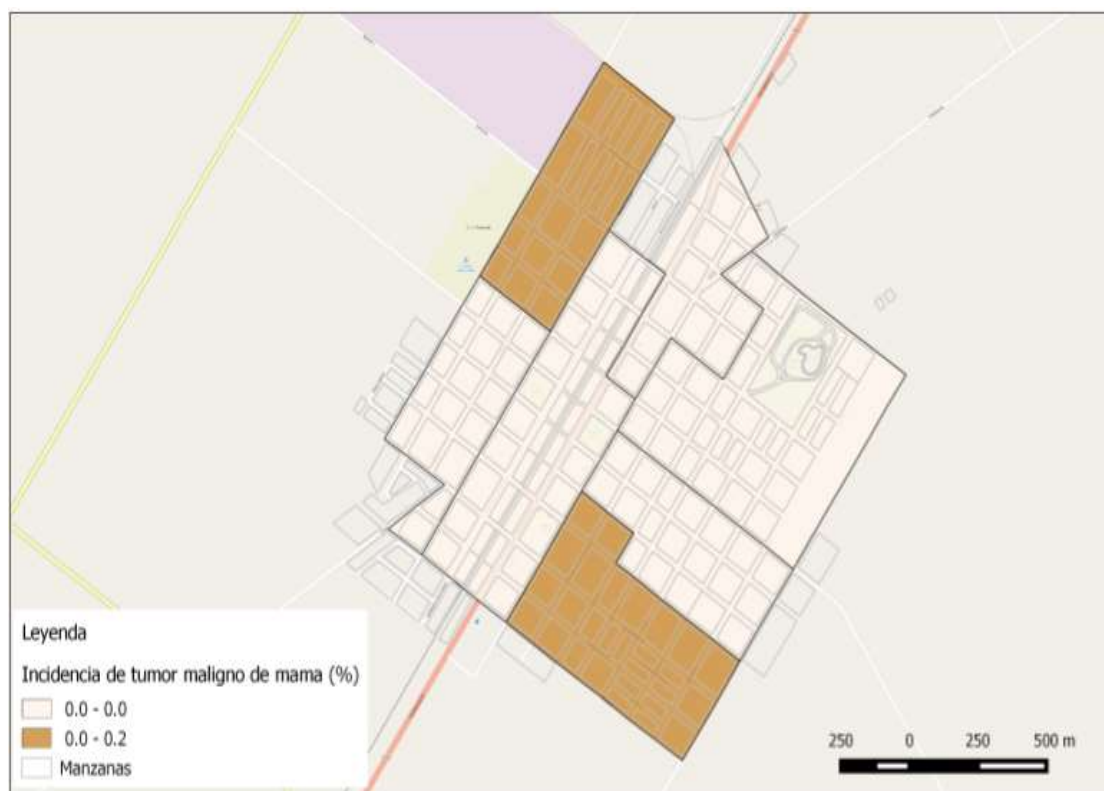 Leyenda
Incidencia de tumor maligno de mama (%)
0.0 - 0.0
0.0 - 0.2
Manzanas
250 0 250 500 m